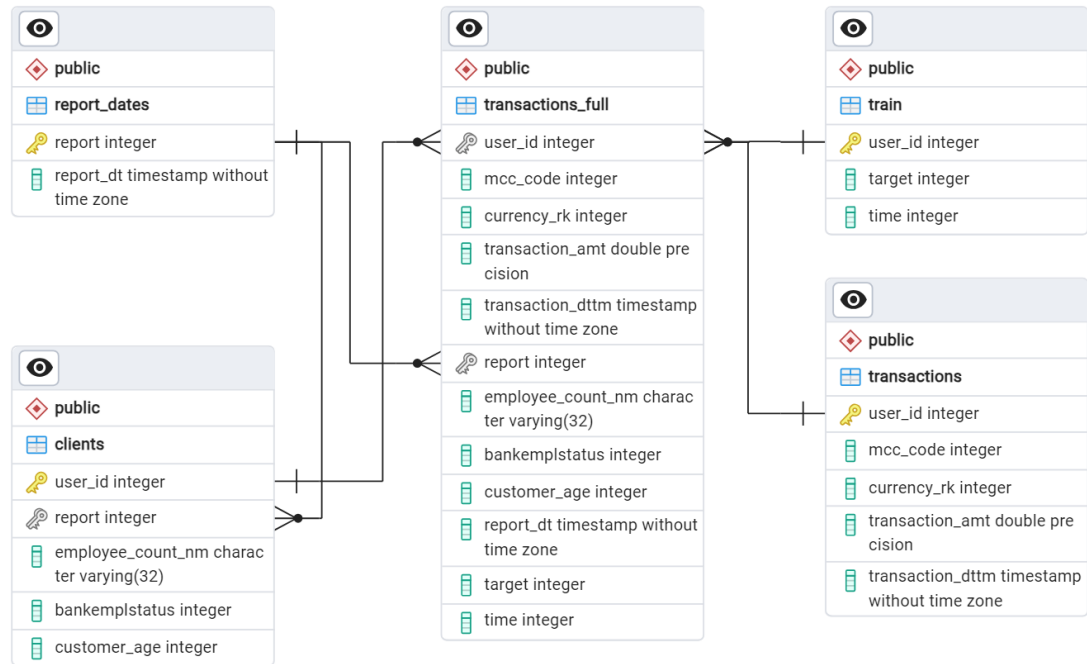 public
report_dates
report integer
report_dt timestamp without
time zone
public
clients
user_id integer
report integer
employee_count_nm charac
ter varying(32)
bankemplstatus integer
customer_age integer
public
transactions_full
user_id integer
mcc_code integer
currency_rk integer
transaction_amt double pre
cision
transaction_dttm timestamp
without time zone
report integer
employee_count_nm charac
ter varying(32)
bankemplstatus integer
customer_age integer
report_dt timestamp without
time zone
target integer
time integer
public
train
user_id integer
target integer
time integer
public
transactions
user_id integer
mcc_code integer
currency_rk integer
transaction_amt double pre
cision
transaction_dttm timestamp
without time zone